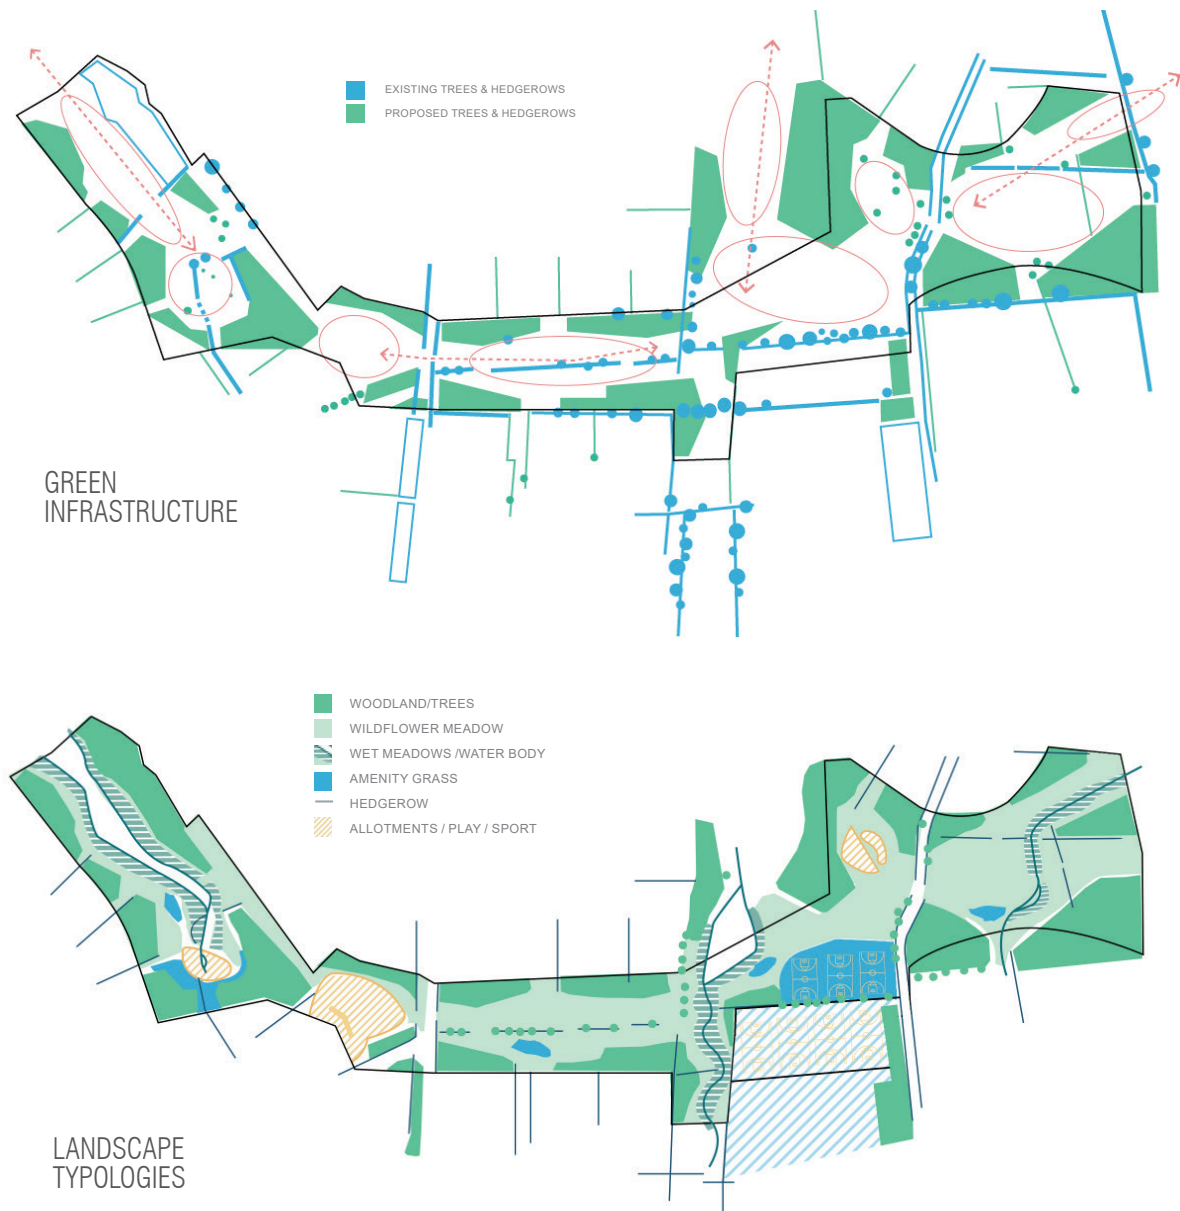 EXISTING TREES & HEDGEROWS
PROPOSED TREES & HEDGEROWS
GREEN
INFRASTRUCTURE
WOODLAND/TREES
WILDFLOWER MEADOW
WET MEADOWS /WATER BODY
AMENITY GRASS
HEDGEROW
ALLOTMENTS / PLAY / SPORT
LANDSCAPE
TYPOLOGIES